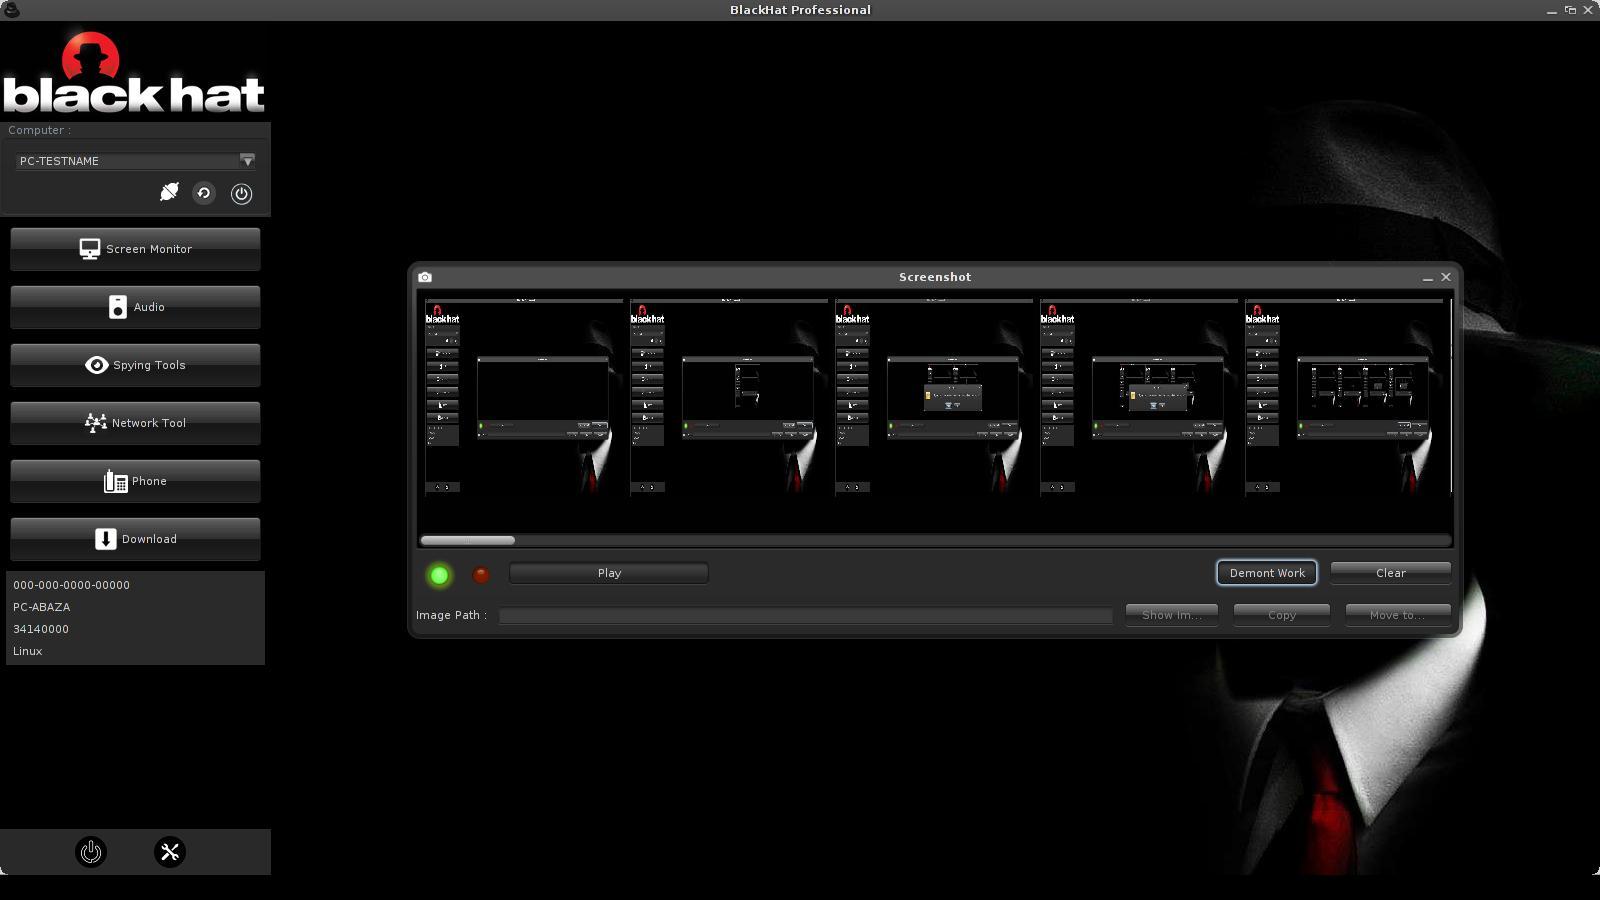 BlackHat Professional
black hat
Computer :
PC-TESTNAME
Screen Monitor
Audio
Spying Tools
Network Tool
Phone
Download
000-000-0000-00000
PC-ABAZA
34140000
Linux
Screenshot
blackhat
blackhat
blackhat
blackhat
blackhat
Play
Demont Work
Clear
Image Path :
Show Im...
Copy
Move to...